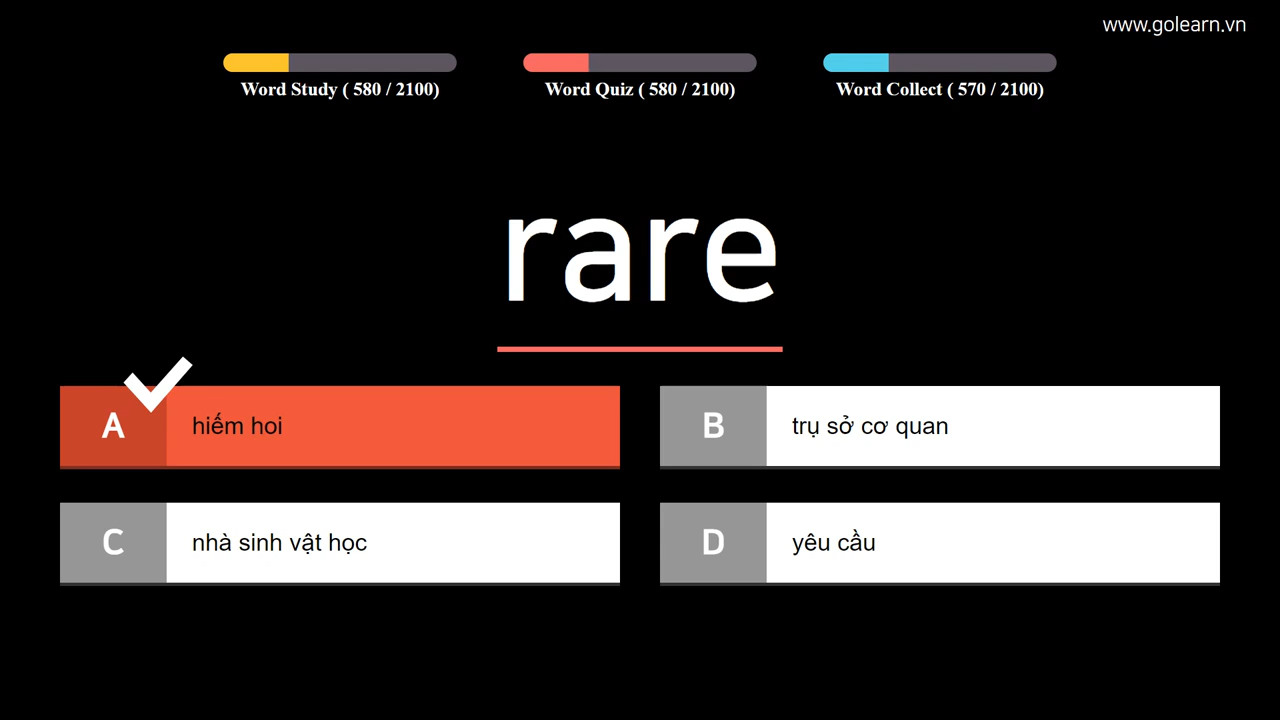 www.golearn.vn
Word Study ( 580 / 2100)
Word Quiz ( 580 / 2100)
Word Collect ( 570 / 2100)
rare
A hiếm hoi
B trụ sở cơ quan
C nhà sinh vật học
D yêu cầu